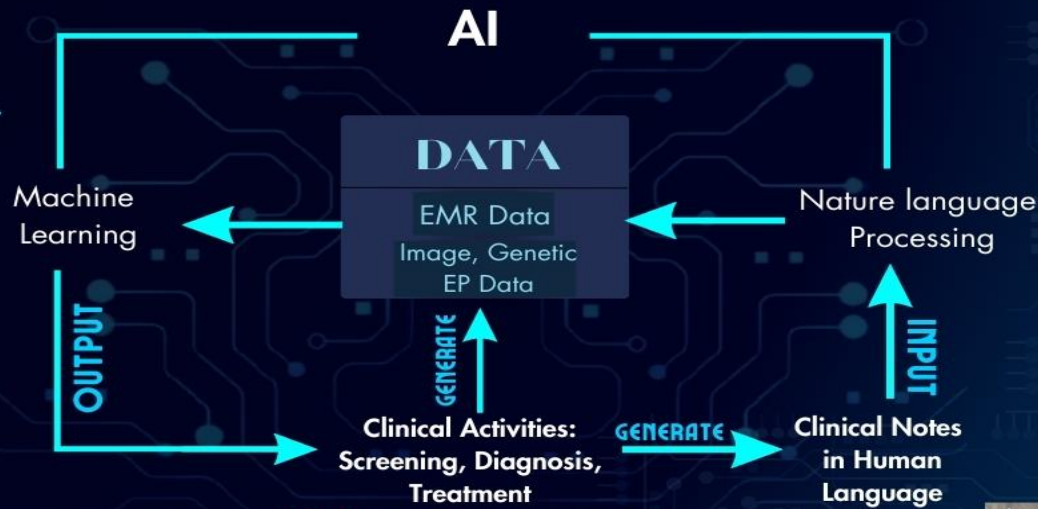 AI
DATA
EMR Data
Image, Genetic
EP Data
Machine
Learning
Nature language
Processing
OUTPUT
GENERATE
INPUT
Clinical Activities:
Screening, Diagnosis,
Treatment
GENERATE
Clinical Notes
in Human
Language